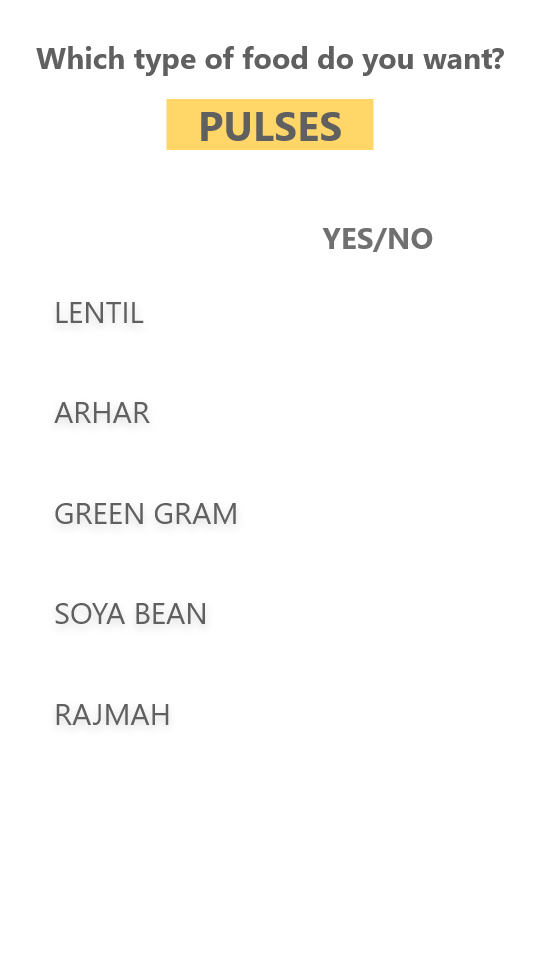 Which type of food do you want?
PULSES
YES/NO
LENTIL
ARHAR
GREEN GRAM
SOYA BEAN
RAJMAH